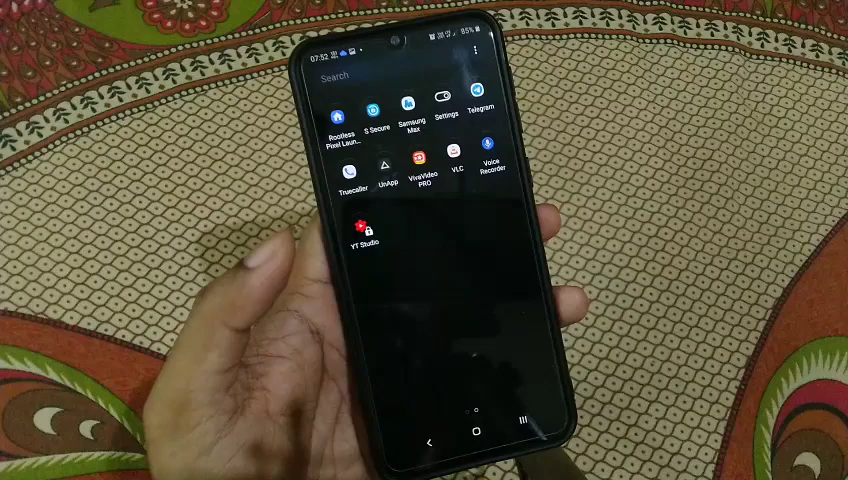 07:52
85%
Search
Rootless
Pixel Laun...
S Secure
Samsung
Max
Settings
Telegram
Truecaller
UnApp
VivaVideo
PRO
VLC
Voice
Recorder
YT Studio